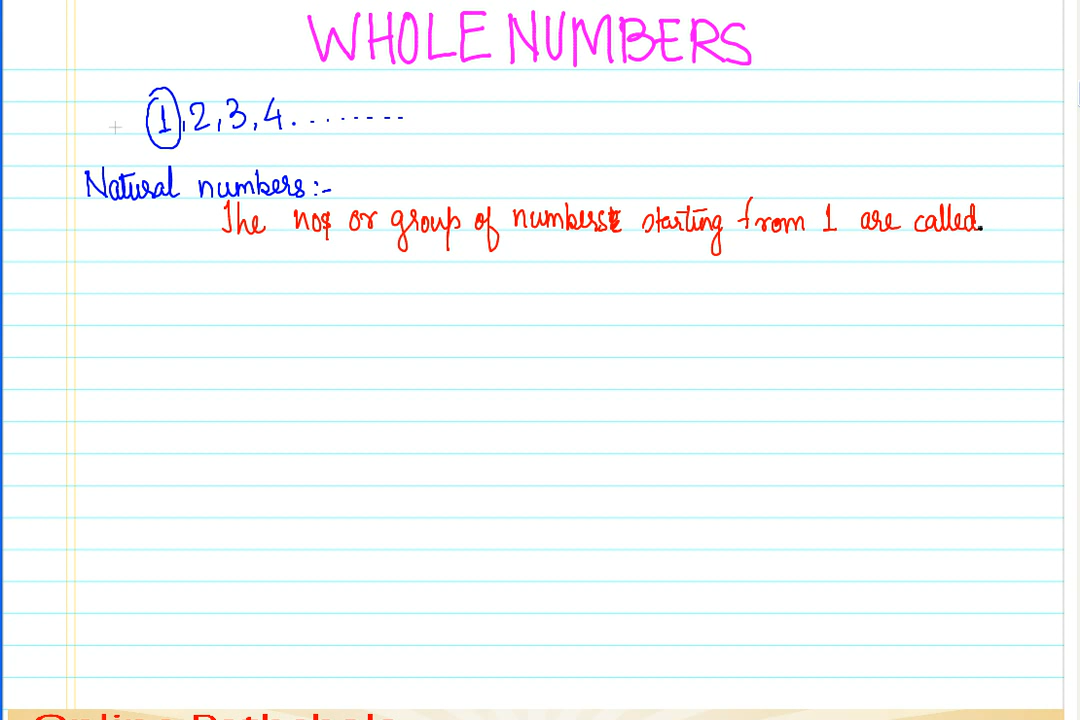 WHOLE NUMBERS
1, 2, 3, 4. ........
Natural numbers:-
The nos or group of numbers starting from 1 are called.